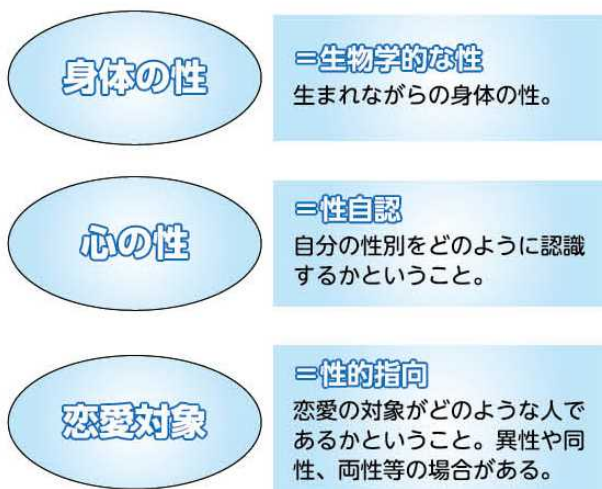 身体の性
=生物学的な性
生まれながらの身体の性。
心の性
=性自認
自分の性別をどのように認識
するかということ。
恋愛対象
=性的指向
恋愛の対象がどのような人で
あるかということ。異性や同
性、両性等の場合がある。